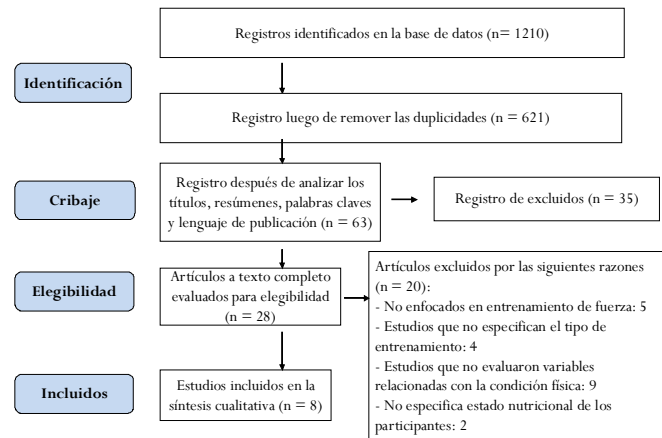 Registros identificados en la base de datos (n= 1210)
Identificación
Registro luego de remover las duplicidades (n = 621)
Cribaje
Registro después de analizar los
títulos, resúmenes, palabras claves
y lenguaje de publicación (n = 63)
Registro de excluidos (n = 35)
Elegibilidad
Artículos a texto completo
evaluados para elegibilidad
(n = 28)
Artículos excluidos por las siguientes razones
(n = 20):
- No enfocados en entrenamiento de fuerza: 5
- Estudios que no especifican el tipo de
entrenamiento: 4
- Estudios que no evaluaron variables
relacionadas con la condición física: 9
- No especifica estado nutricional de los
participantes: 2
Incluidos
Estudios incluidos en la
síntesis cualitativa (n = 8)